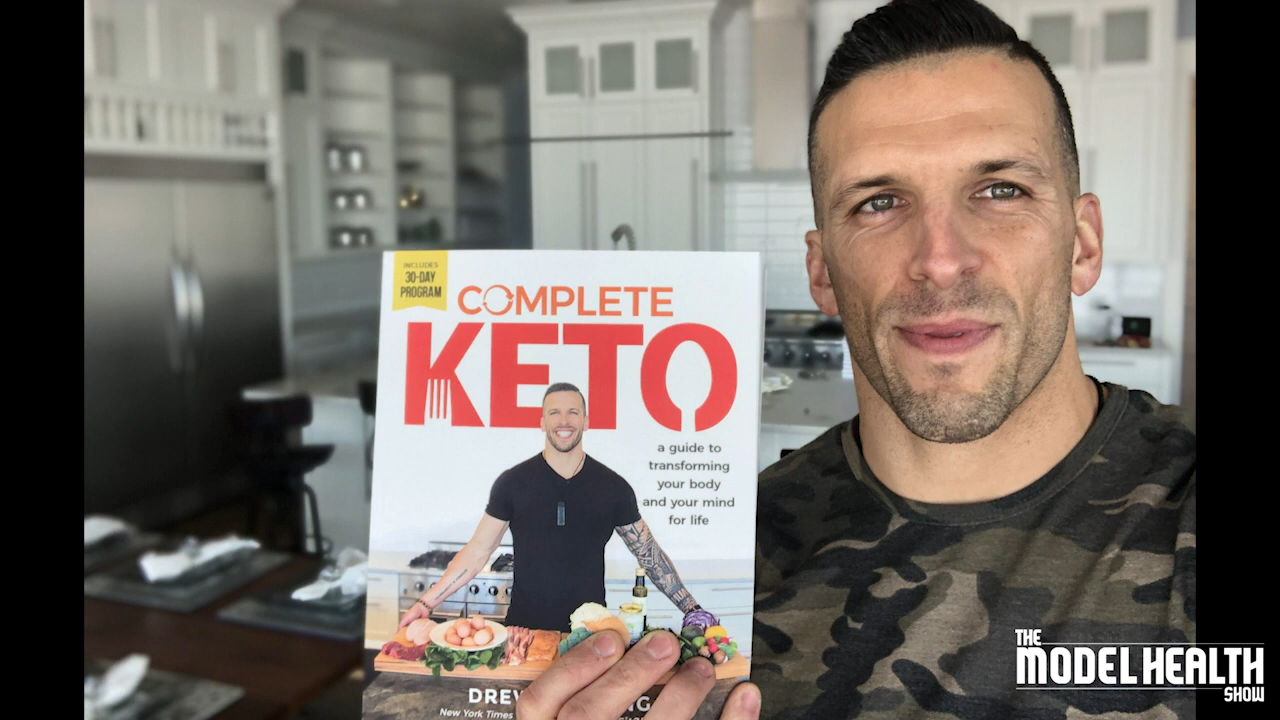 INCLUDES
30-DAY
PROGRAM
COMPLETE
KETO
a guide to
transforming
your body
and your mind
for life
DREW
New York Times
THE
MODEL HEALTH
SHOW